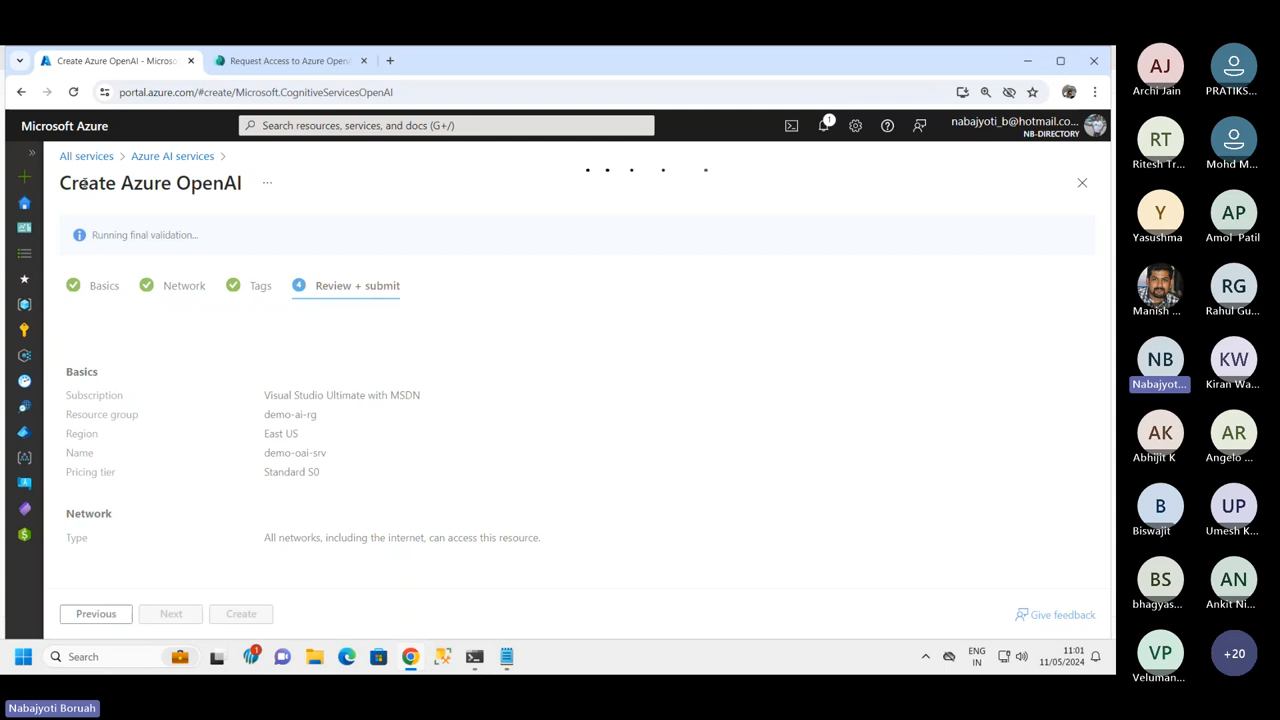 Create Azure OpenAI - Microso
Request Access to Azure OpenA
portal.azure.com/#create/Microsoft.CognitiveServicesOpenAI
Microsoft Azure
Search resources, services, and docs (G+/)
1
nabajyoti_b@hotmail.co...
NB-DIRECTORY
All services > Azure AI services >
Create Azure OpenAI ...
Running final validation...
Basics
Network
Tags
4 Review + submit
Basics
Subscription Visual Studio Ultimate with MSDN
Resource group demo-ai-rg
Region East US
Name demo-oai-srv
Pricing tier Standard S0
Network
Type All networks, including the internet, can access this resource.
Previous
Next
Create
Give feedback
Search
1
ENG
IN
11:01
11/05/2024
AJ
Archi Jain
PRATIKS...
RT
Ritesh Tr...
Mohd M...
Y
Yasushma
AP
Amol Patil
Manish ...
RG
Rahul Gu...
NB
Nabajyot...
KW
Kiran Wa...
AK
Abhijit K
AR
Angelo ...
B
Biswajit
UP
Umesh K...
BS
bhagyas...
AN
Ankit Ni...
VP
Veluman...
+20
Nabajyoti Boruah